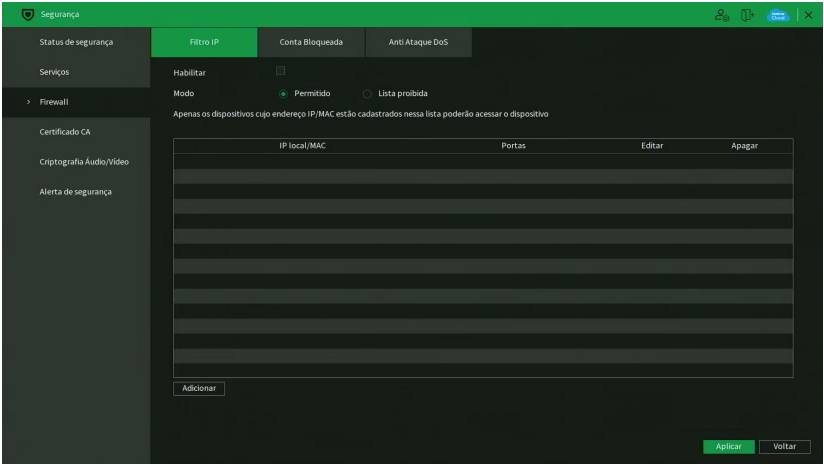 Segurança
Status de segurança
Serviços
Firewall
Certificado CA
Criptografia Áudio/Vídeo
Alerta de segurança
Filtro IP
Conta Bloqueada
Anti Ataque DoS
Habilitar
Modo
Permitido
Lista proibida
Apenas os dispositivos cujo endereço IP/MAC estão cadastrados nessa lista poderão acessar o dispositivo
IP local/MAC
Portas
Editar
Apagar
Adicionar
Aplicar
Voltar